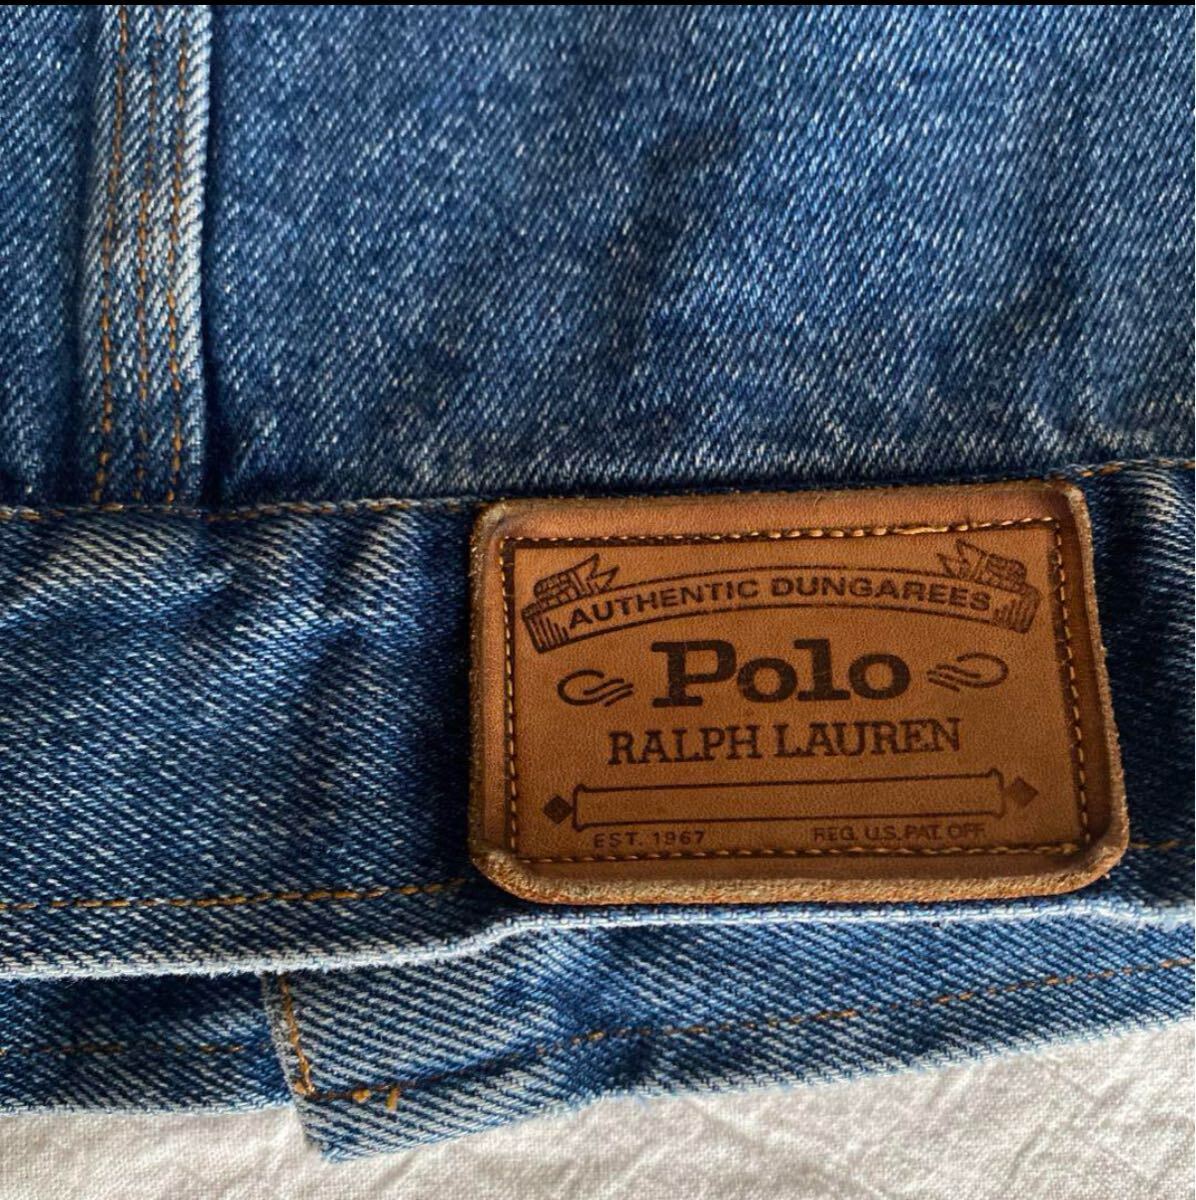 AUTHENTIC DUNGAREES
Polo
RALPH LAUREN
EST. 1967 REG. U.S. PAT. OFF.